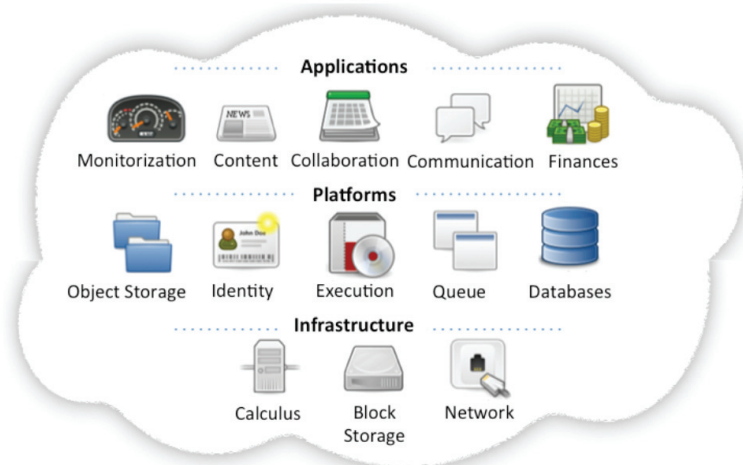 Applications
NEWS
Monitorization Content Collaboration Communication Finances
Platforms
John Doe
Object Storage Identity Execution Queue Databases
Infrastructure
Calculus Block Network
Storage